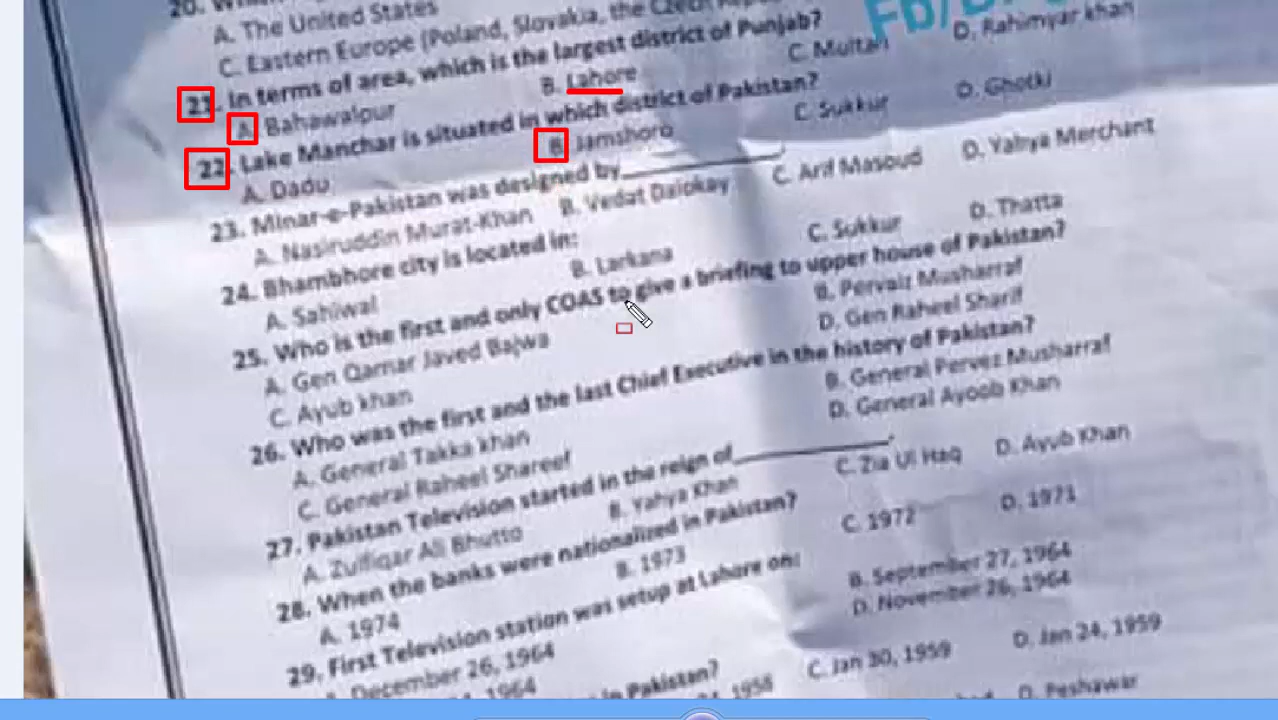 20.
A. The United States
C. Eastern Europe (Poland, Slovakia, the Czech
21. In terms of area, which is the largest district of Punjab?
A. Bahawalpur B. Lahore C. Multan D. Rahimyar khan
22. Lake Manchar is situated in which district of Pakistan?
A. Dadu B. Jamshoro C. Sukkur D. Ghotki
23. Minar-e-Pakistan was designed by
A. Nasiruddin Murat-Khan B. Vedat Dalokay C. Arif Masoud D. Yahya Merchant
24. Bhambhore city is located in:
A. Sahiwal B. Larkana C. Sukkur D. Thatta
25. Who is the first and only COAS to give a briefing to upper house of Pakistan?
A. Gen Qamar Javed Bajwa B. Pervaiz Musharraf
C. Ayub khan D. Gen Raheel Sharif
26. Who was the first and the last Chief Executive in the history of Pakistan?
A. General Takka khan B. General Pervez Musharraf
C. General Raheel Shareef D. General Ayoob Khan
27. Pakistan Television started in the reign of
A. Zulfiqar Ali Bhutto B. Yahya Khan C. Zia Ul Haq D. Ayub Khan
28. When the banks were nationalized in Pakistan?
A. 1974 B. 1973 C. 1972 D. 1971
29. First Television station was setup at Lahore on:
December 26, 1964 B. September 27, 1964
1964 D. November 26, 1964
in Pakistan?
1958 C. Jan 30, 1959 D. Jan 24, 1959
D. Peshawar